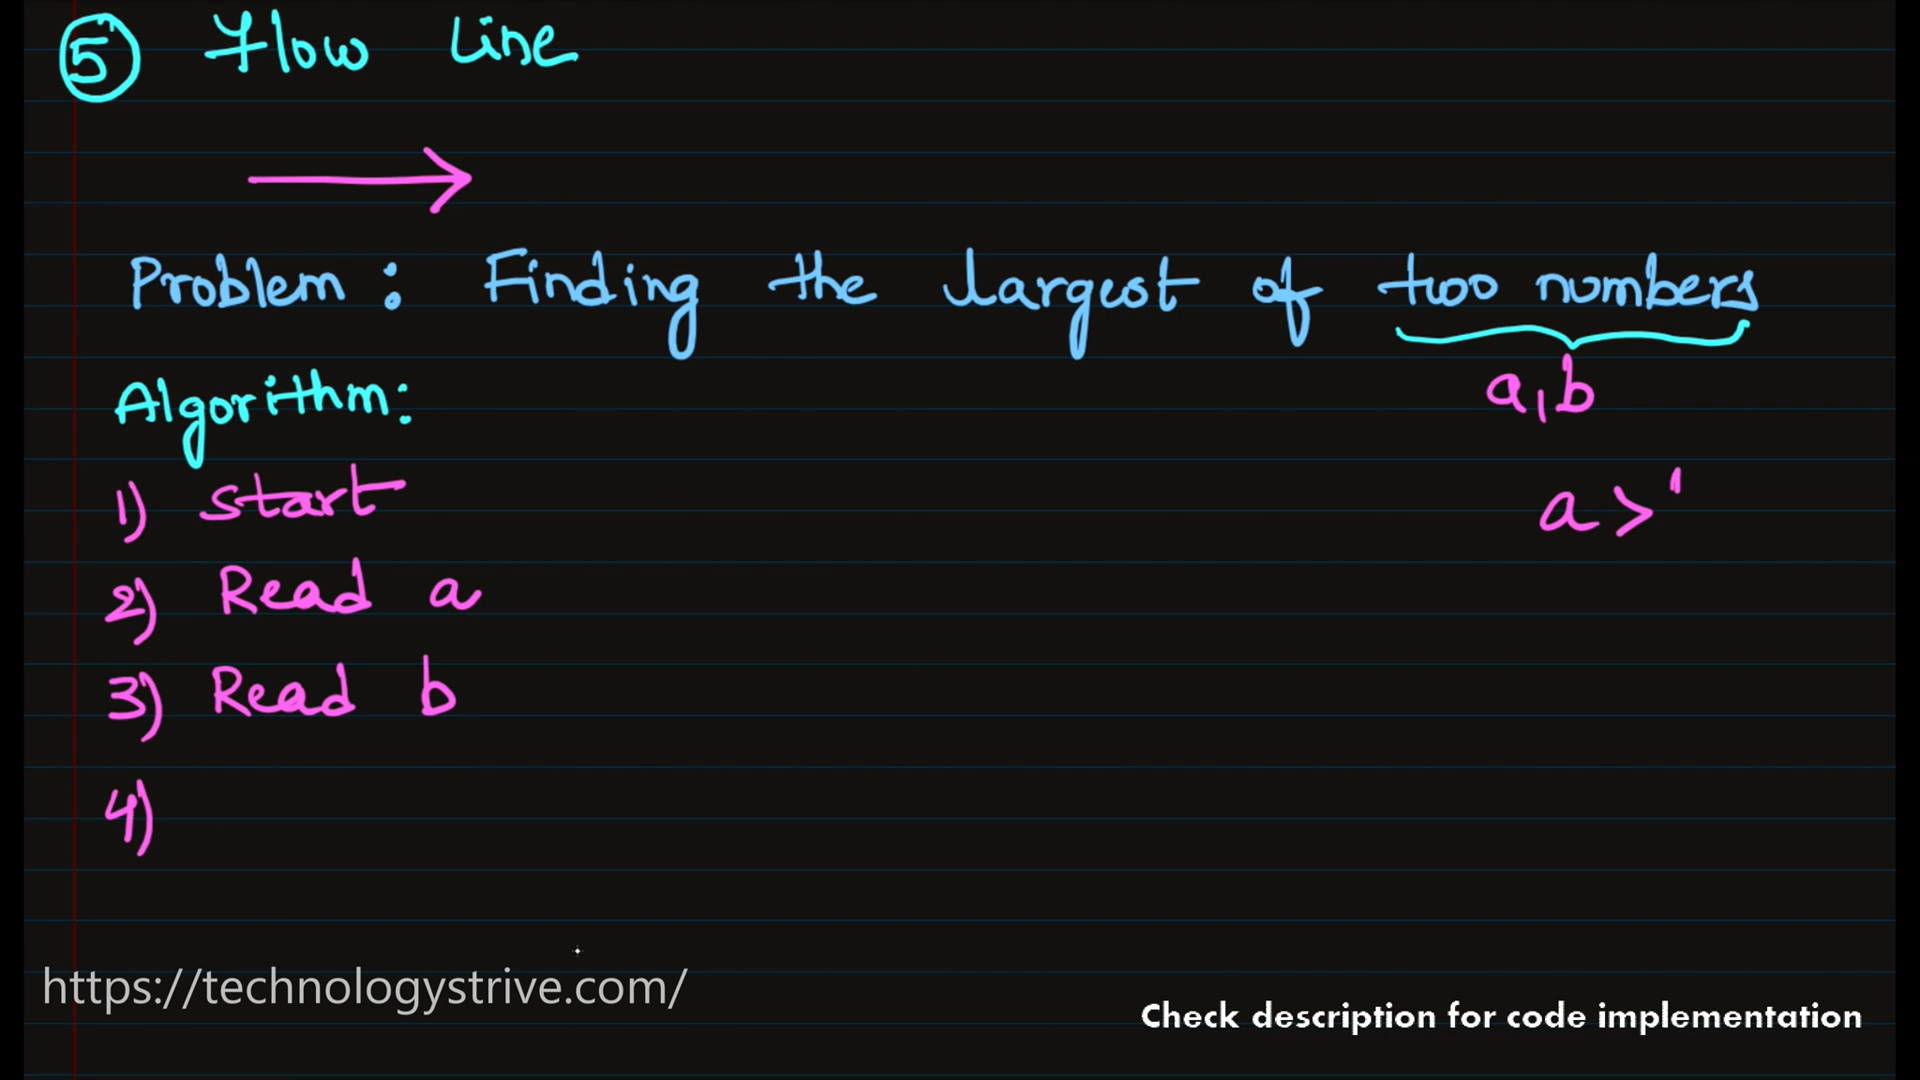 5 Flow Line
Problem: Finding the largest of two numbers
a,b
Algorithm:
1) Start
a >
2) Read a
3) Read b
4)
https://technologystrive.com/
Check description for code implementation